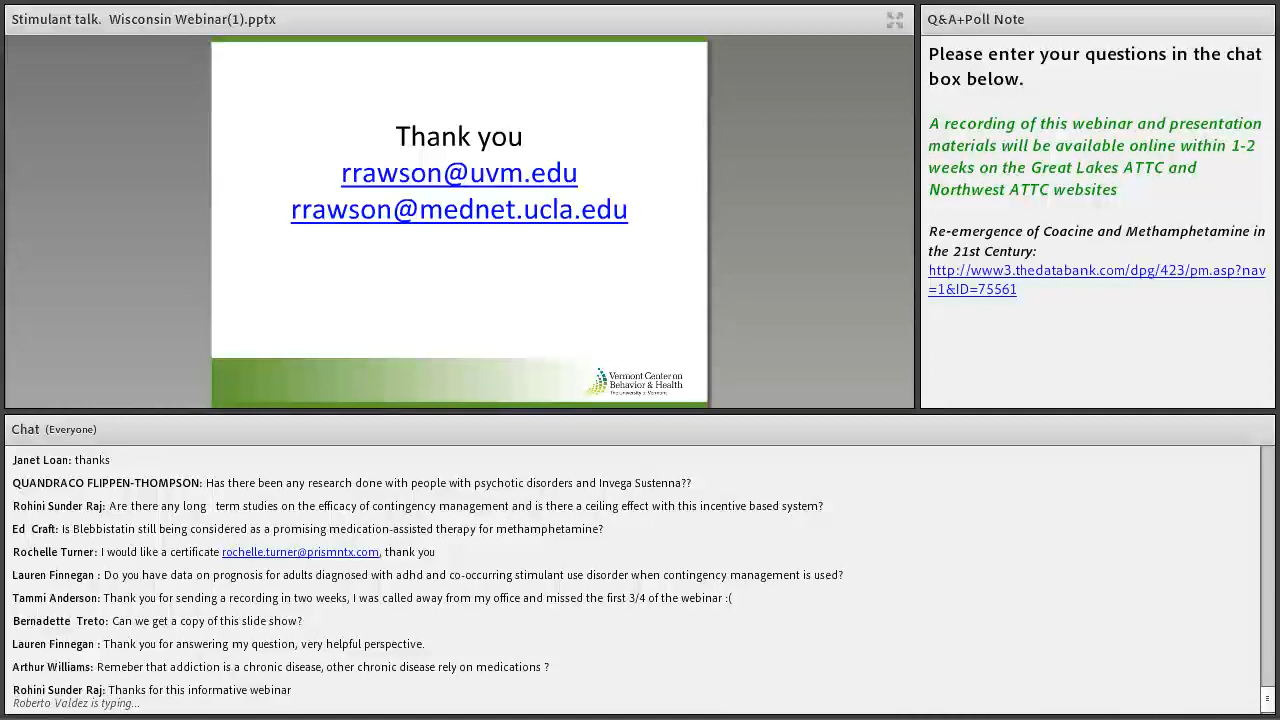 Stimulant talk. Wisconsin Webinar(1).pptx
Thank you
rrawson@uvm.edu
rrawson@mednet.ucla.edu
Vermont Center on
Behavior & Health
The University of Vermont
Q&A+Poll Note
Please enter your questions in the chat
box below.
A recording of this webinar and presentation
materials will be available online within 1-2
weeks on the Great Lakes ATTC and
Northwest ATTC websites
Re-emergence of Coacine and Methamphetamine in
the 21st Century:
http://www3.thedatabank.com/dpg/423/pm.asp?nav
=1&ID=75561
Chat (Everyone)
Janet Loan: thanks
QUANDRACO FLIPPEN-THOMPSON: Has there been any research done with people with psychotic disorders and Invega Sustenna??
Rohini Sunder Raj: Are there any long term studies on the efficacy of contingency management and is there a ceiling effect with this incentive based system?
Ed Craft: Is Blebbistatin still being considered as a promising medication-assisted therapy for methamphetamine?
Rochelle Turner: I would like a certificate rochelle.turner@prismntx.com, thank you
Lauren Finnegan : Do you have data on prognosis for adults diagnosed with adhd and co-occurring stimulant use disorder when contingency management is used?
Tammi Anderson: Thank you for sending a recording in two weeks, I was called away from my office and missed the first 3/4 of the webinar :(
Bernadette Treto: Can we get a copy of this slide show?
Lauren Finnegan : Thank you for answering my question, very helpful perspective.
Arthur Williams: Remeber that addiction is a chronic disease, other chronic disease rely on medications ?
Rohini Sunder Raj: Thanks for this informative webinar
Roberto Valdez is typing...